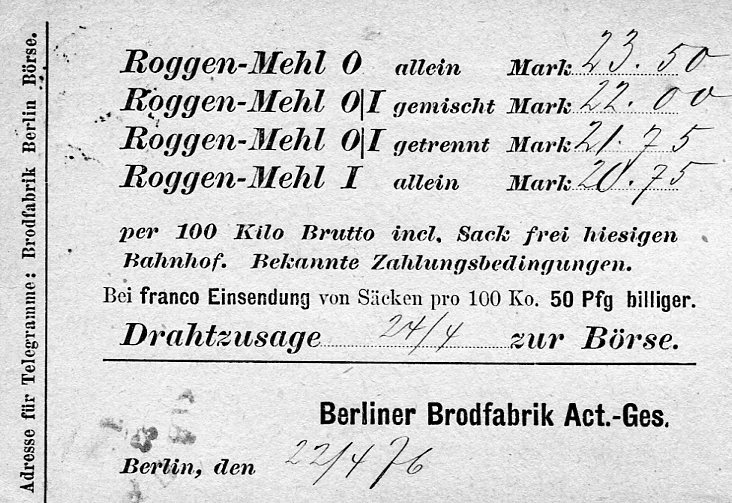 Adresse für Telegramme: Brodfabrik Berlin Börse.
Roggen-Mehl 0 allein Mark 23.50
Roggen-Mehl 0|I gemischt Mark 22.00
Roggen-Mehl 0|I getrennt Mark 21.75
Roggen-Mehl I allein Mark 20.75
per 100 Kilo Brutto incl. Sack frei hiesigen
Bahnhof. Bekannte Zahlungsbedingungen.
Bei franco Einsendung von Säcken pro 100 Ko. 50 Pfg billiger.
Drahtzusage 24/4 zur Börse.
Berliner Brodfabrik Act.-Ges.
Berlin, den 22/4 76